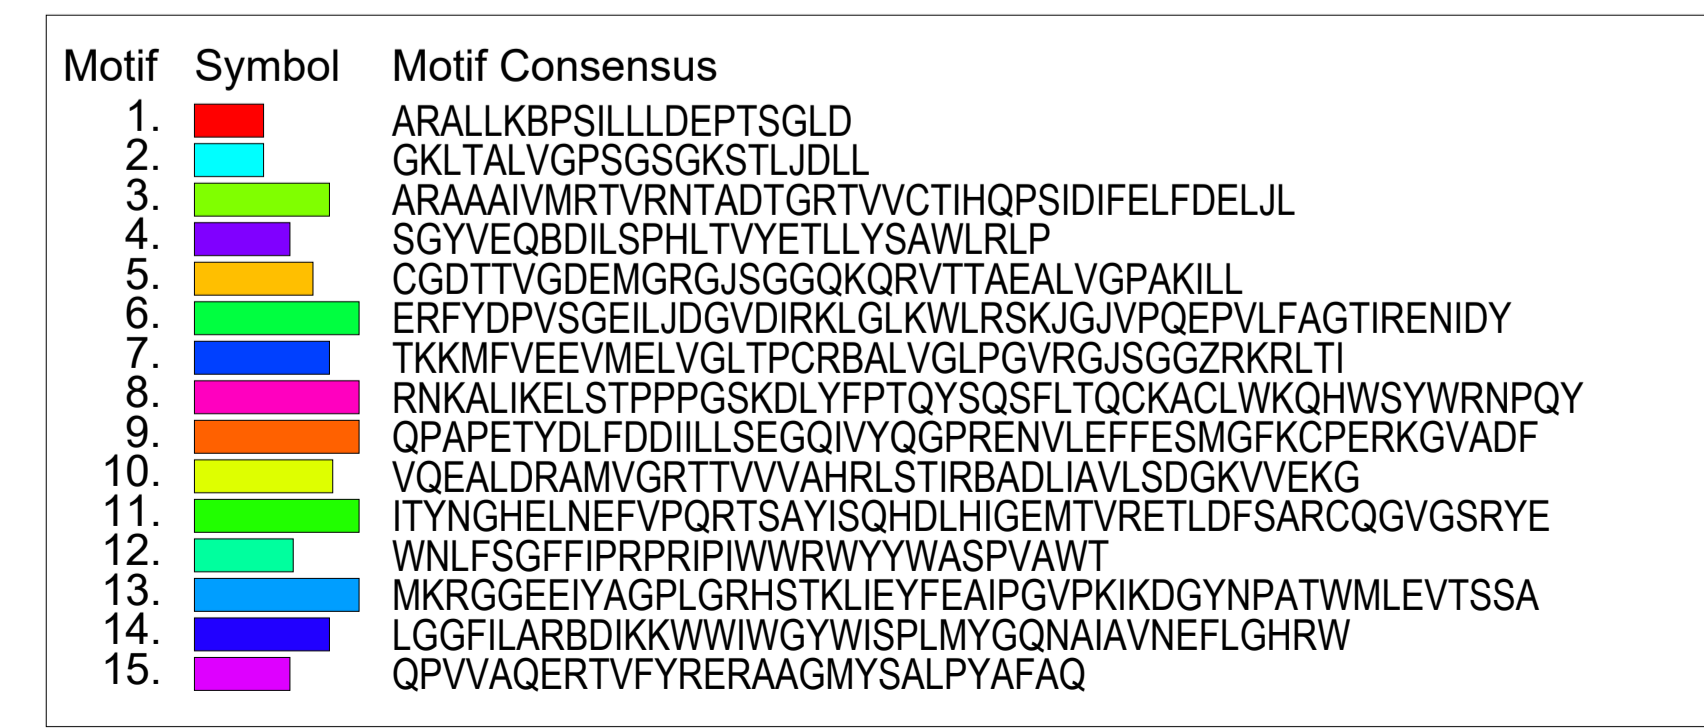 Motif Symbol Motif Consensus
1. ARALLKBPSILLLDEPTSGLD
2. GKLTALVGPSGSGKSTLJDLL
3. ARAAAIVMRTVRNTADTGRTVVCTIHQPSIDIFELFDELJL
4. SGYVEQBDILSPHLTVYETLLYSAWLRLP
5. CGDTTVGDEMGRGJSGGQKQRVTTAEALVGPAKILL
6. ERFYDPVSGEILJDGVDIRKLGLKWLRSKJGJVPQEPVLFAGTIRENIDY
7. TKKMFVEEVMELVGLTPCRBALVGLPGVRGJSGGZRKRLTI
8. RNKALIKELSTPPPGSKDLYFPTQYSQSFLTQCKACLWKQHWSYWRNPQY
9. QPAPETYDLFDDIILLSEGQIVYQGPRENVLEFFESMGFKCPERKGVADF
10. VQEALDRAMVGRTTVVVAHRLSTIRBADLIAVLSDGKVVEKG
11. ITYNGHELNEFVPQRTSAYISQHDLHIGEMTVRETLDFSARCQGVGSRYE
12. WNLFSGFFIPRPRIPIWWRWYYWASPVAWT
13. MKRGGEEIYAGPLGRHSTKLIEYFEAIPGVPKIKDGYNPATWMLEVTSSA
14. LGGFILARBDIKKWWIWGYWISPLMYGQNAIAVNEFLGHRW
15. QPVVAQERTVFYRERAAGMYSALPYAFAQ